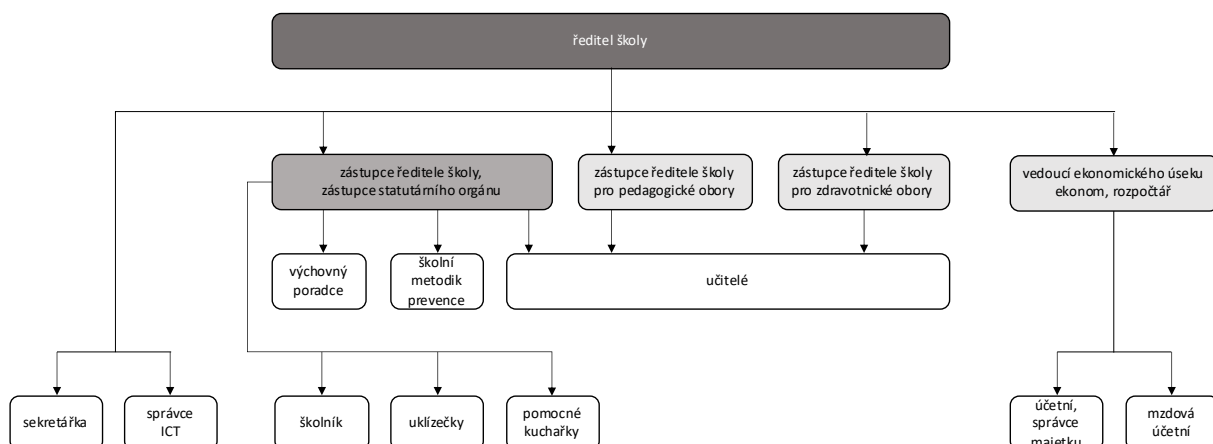 ředitel školy
zástupce ředitele školy,
zástupce statutárního orgánu
zástupce ředitele školy
pro pedagogické obory
zástupce ředitele školy
pro zdravotnické obory
vedoucí ekonomického úseku
ekonom, rozpočtář
výchovný
poradce
školní
metodik
prevence
učitelé
sekretářka
správce
ICT
školník
uklízečky
pomocné
kuchařky
účetní,
správce
majetku
mzdová
účetní